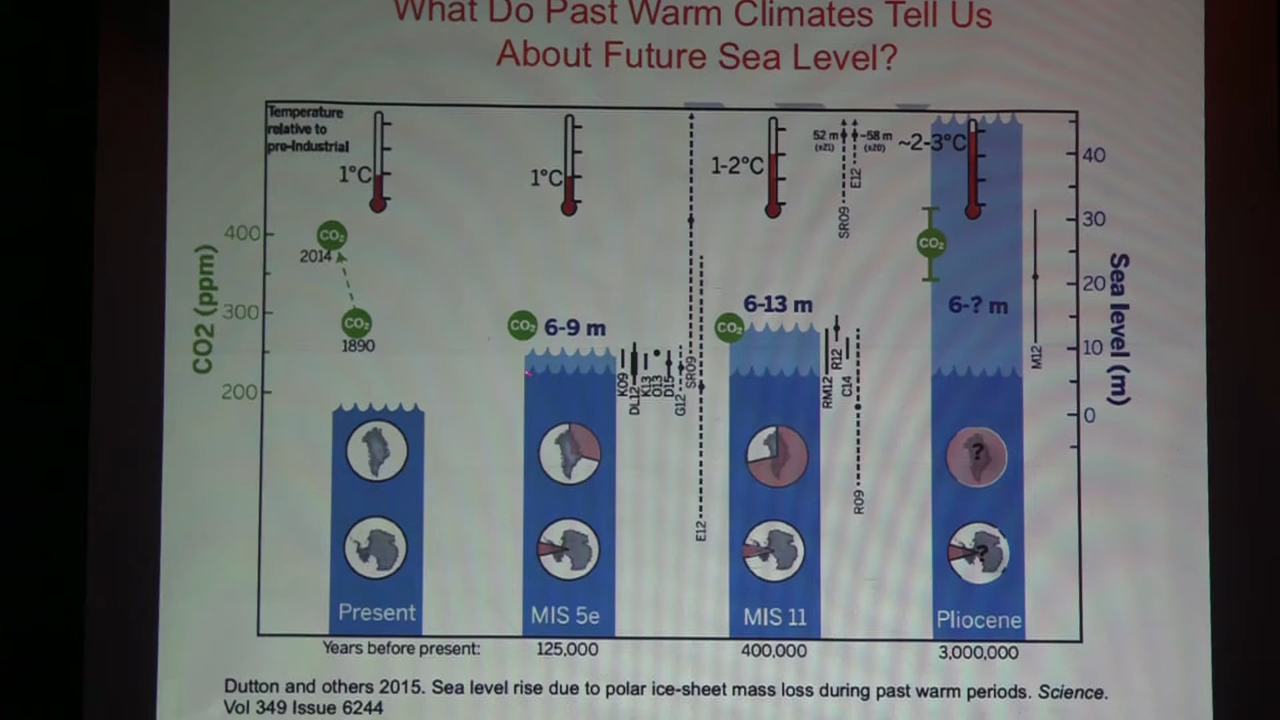 What Do Past Warm Climates Tell Us
About Future Sea Level?
Temperature
relative to
pre-Industrial
1°C
1°C
1-2°C
52 m
(±21)
~58 m
(±20)
~2-3°C
SR09
E12
CO2 (ppm)
400
300
200
CO₂
2014
CO₂
1890
CO₂
6-9 m
K09
DL12
K13
O13
D15
G12
SR09
E12
CO₂
6-13 m
RM12
R12
C14
R09
CO₂
6-? m
M12
Sea level (m)
40
30
20
10
0
?
?
Present
MIS 5e
MIS 11
Pliocene
Years before present:
125,000
400,000
3,000,000
Dutton and others 2015. Sea level rise due to polar ice-sheet mass loss during past warm periods. Science.
Vol 349 Issue 6244